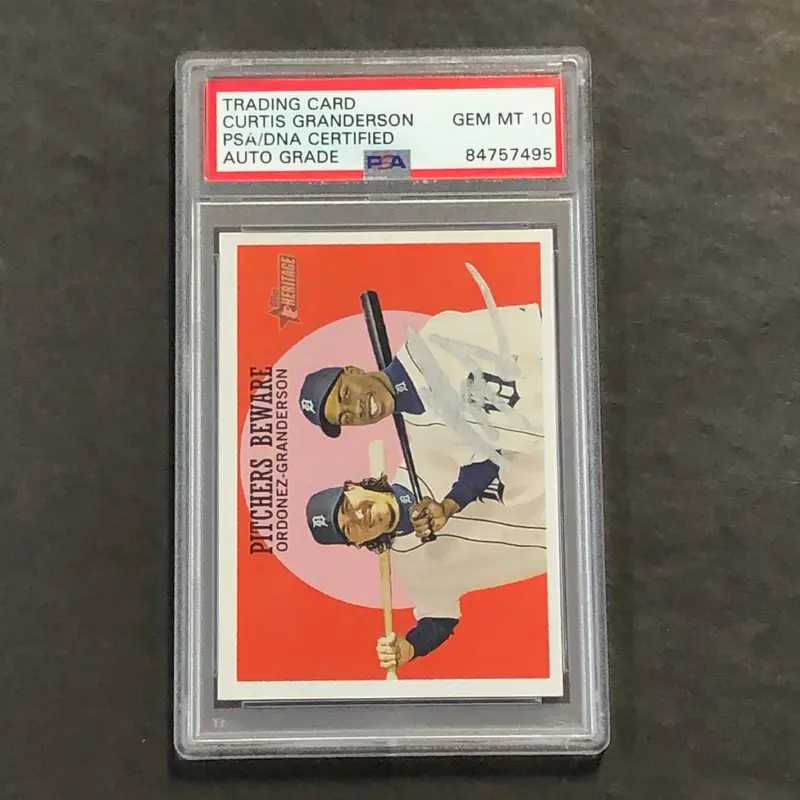 TRADING CARD
CURTIS GRANDERSON GEM MT 10
PSA/DNA CERTIFIED
AUTO GRADE PSA 84757495
HERITAGE
PITCHERS BEWARE
ORDONEZ-GRANDERSON